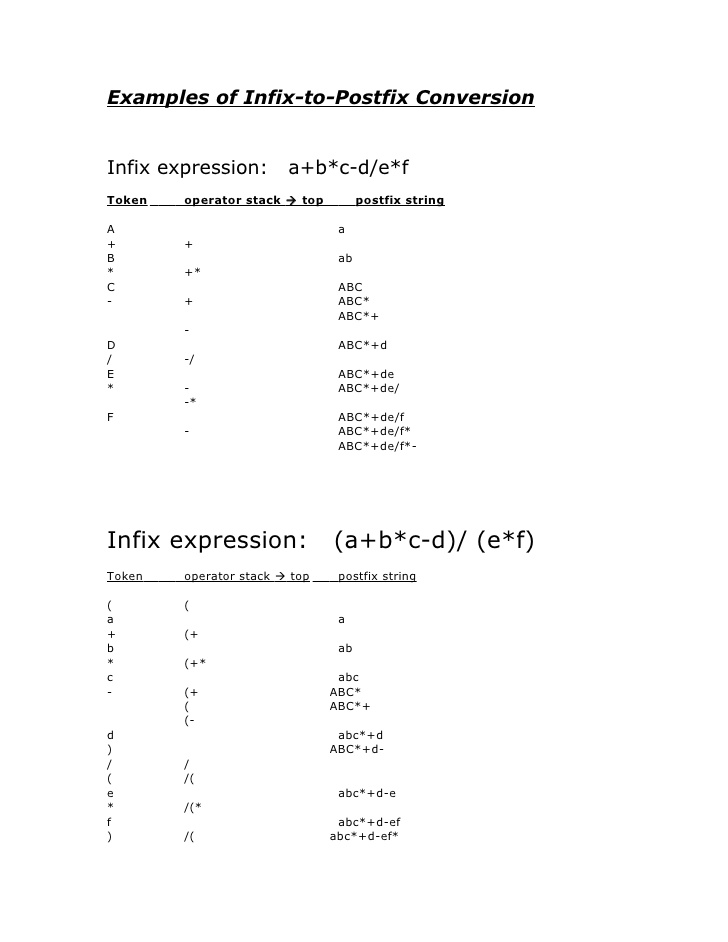 Examples of Infix-to-Postfix Conversion
Infix expression: a+b*c-d/e*f
Token operator stack → top postfix string
A a
+ +
B ab
* +*
C ABC
- + ABC*
ABC*+
-
D ABC*+d
/ -/
E ABC*+de
* - ABC*+de/
-*
F ABC*+de/f
- ABC*+de/f*
ABC*+de/f*-
Infix expression: (a+b*c-d)/ (e*f)
Token operator stack → top postfix string
( (
a a
+ (+
b ab
* (+*
c abc
- (+ ABC*
( ABC*+
(-
d abc*+d
) ABC*+d-
/ /
( /(
e abc*+d-e
* /(*
f abc*+d-ef
) /( abc*+d-ef*